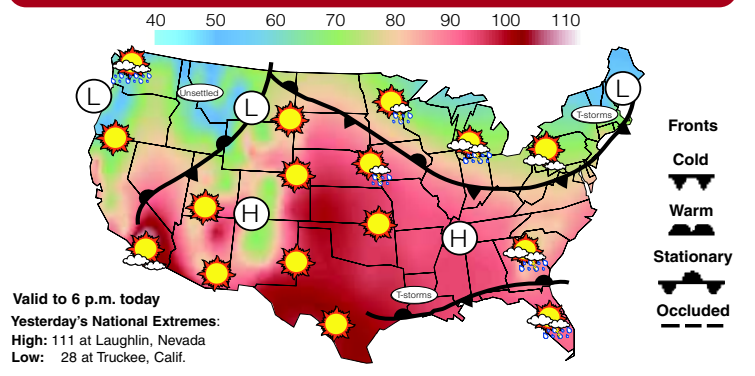 40 50 60 70 80 90 100 110
L
Unsettled
L
L
T-storms
H
H
T-storms
Fronts
Cold
Warm
Stationary
Occluded
Valid to 6 p.m. today
Yesterday's National Extremes:
High: 111 at Laughlin, Nevada
Low: 28 at Truckee, Calif.